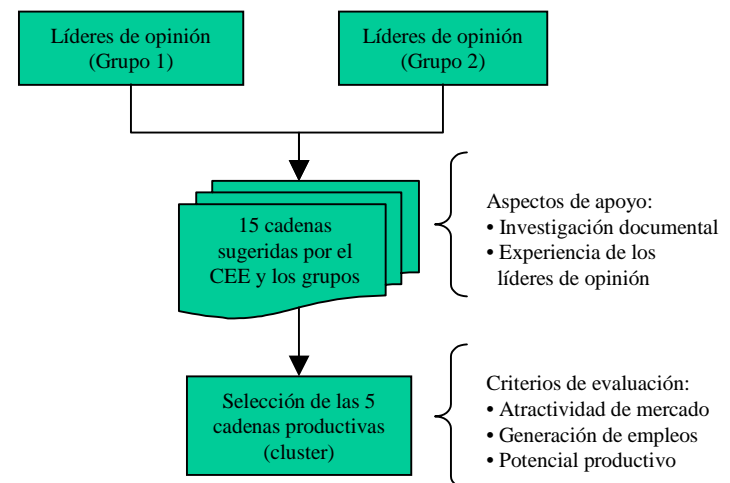 Líderes de opinión
(Grupo 1)
Líderes de opinión
(Grupo 2)
15 cadenas
sugeridas por el
CEE y los grupos
Aspectos de apoyo:
• Investigación documental
• Experiencia de los
líderes de opinión
Selección de las 5
cadenas productivas
(cluster)
Criterios de evaluación:
• Atractividad de mercado
• Generación de empleos
• Potencial productivo